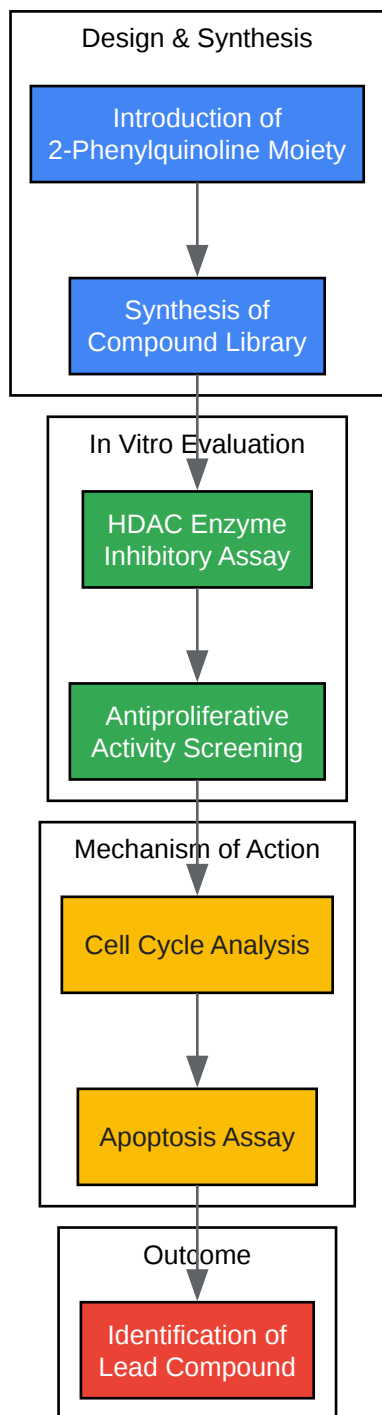 Design & Synthesis
Introduction of
2-Phenylquinoline Moiety
Synthesis of
Compound Library
In Vitro Evaluation
HDAC Enzyme
Inhibitory Assay
Antiproliferative
Activity Screening
Mechanism of Action
Cell Cycle Analysis
Apoptosis Assay
Outcome
Identification of
Lead Compound